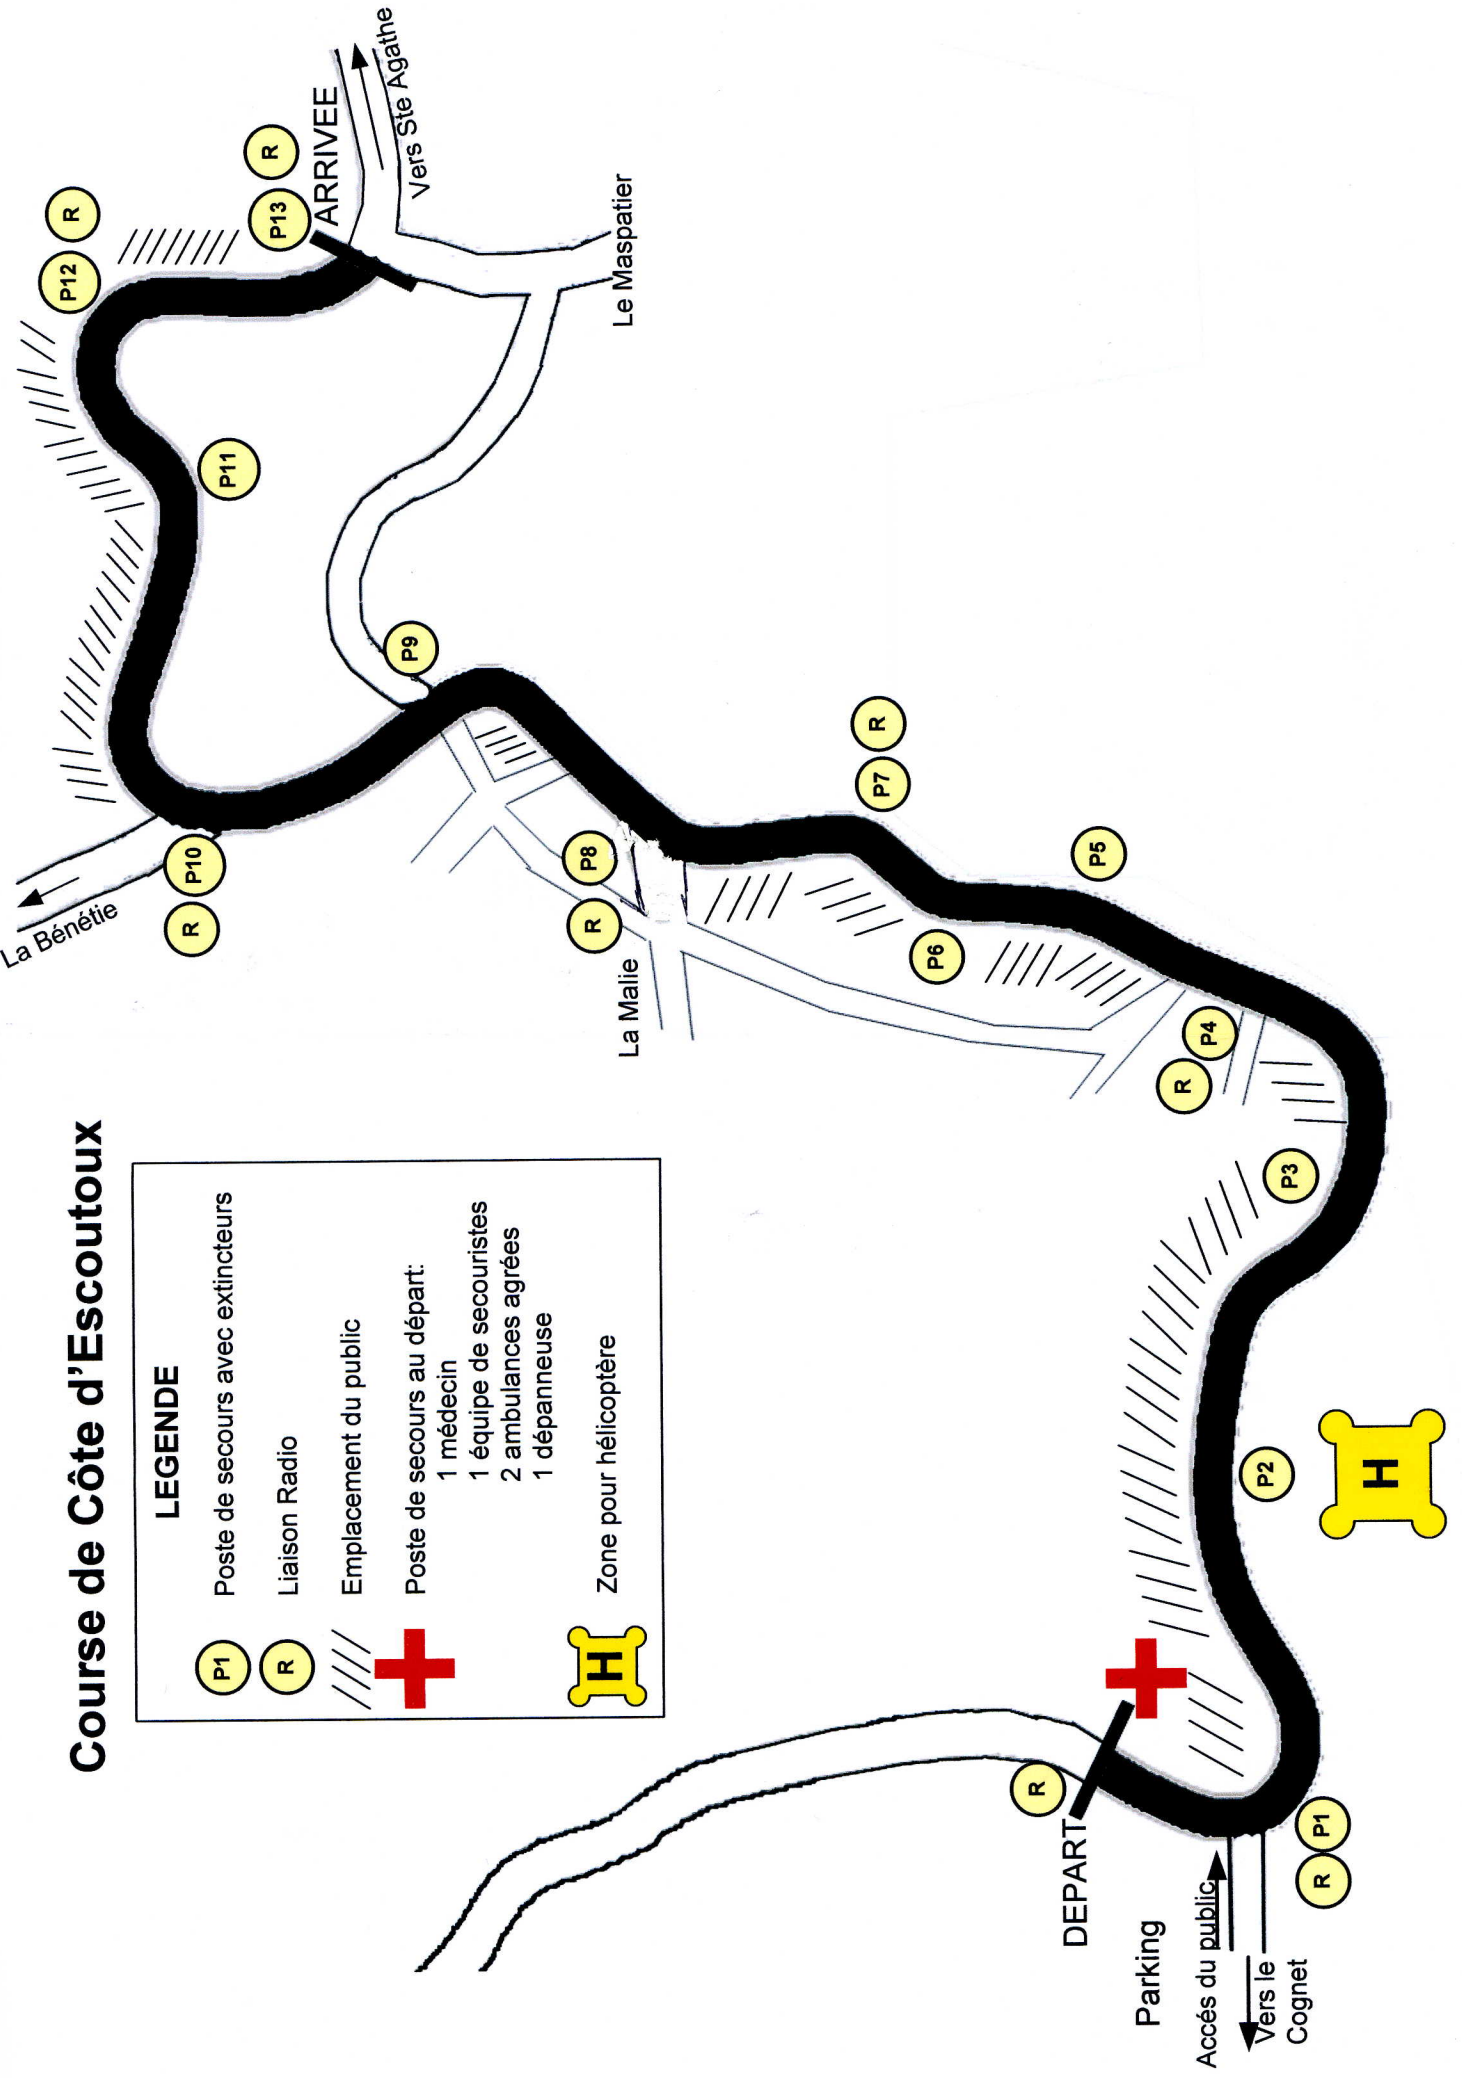 Course de Côte d'Escoutoux
LEGENDE
P1 Poste de secours avec extincteurs
R Liaison Radio
Emplacement du public
Poste de secours au départ:
1 médecin
1 équipe de secouristes
2 ambulances agrées
1 dépanneuse
H Zone pour hélicoptère
La Bénétie
R P10
P11
P12 R
P13 R
ARRIVEE
Vers Ste Agathe
P9
Le Maspatier
R P8
La Malie
P7 R
P6
P5
R P4
P3
P2
H
R
DEPART
Parking
Accés du public
Vers le
Cognet
R P1